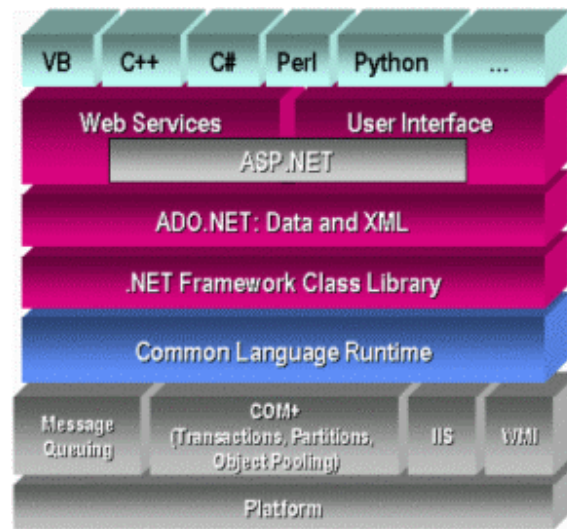 VB C++ C# Perl Python ...
Web Services User Interface
ASP.NET
ADO.NET: Data and XML
.NET Framework Class Library
Common Language Runtime
Message Queuing
COM+
(Transactions, Partitions,
Object Pooling)
IIS
WMI
Platform